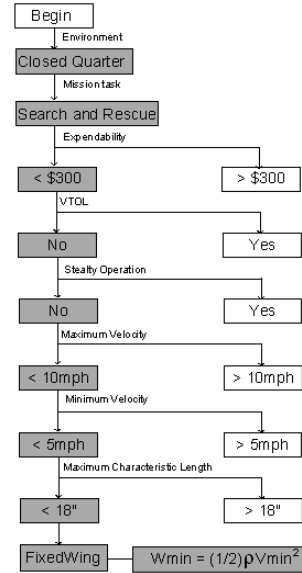 Begin
Environment
Closed Quarter
Mission task
Search and Rescue
Expendability
< $300
> $300
VTOL
No
Yes
Stealty Operation
No
Yes
Maximum Velocity
< 10mph
> 10mph
Minimum Velocity
< 5mph
> 5mph
Maximum Characteristic Length
< 18"
> 18"
FixedWing
Wmin = (1/2)ρVmin²